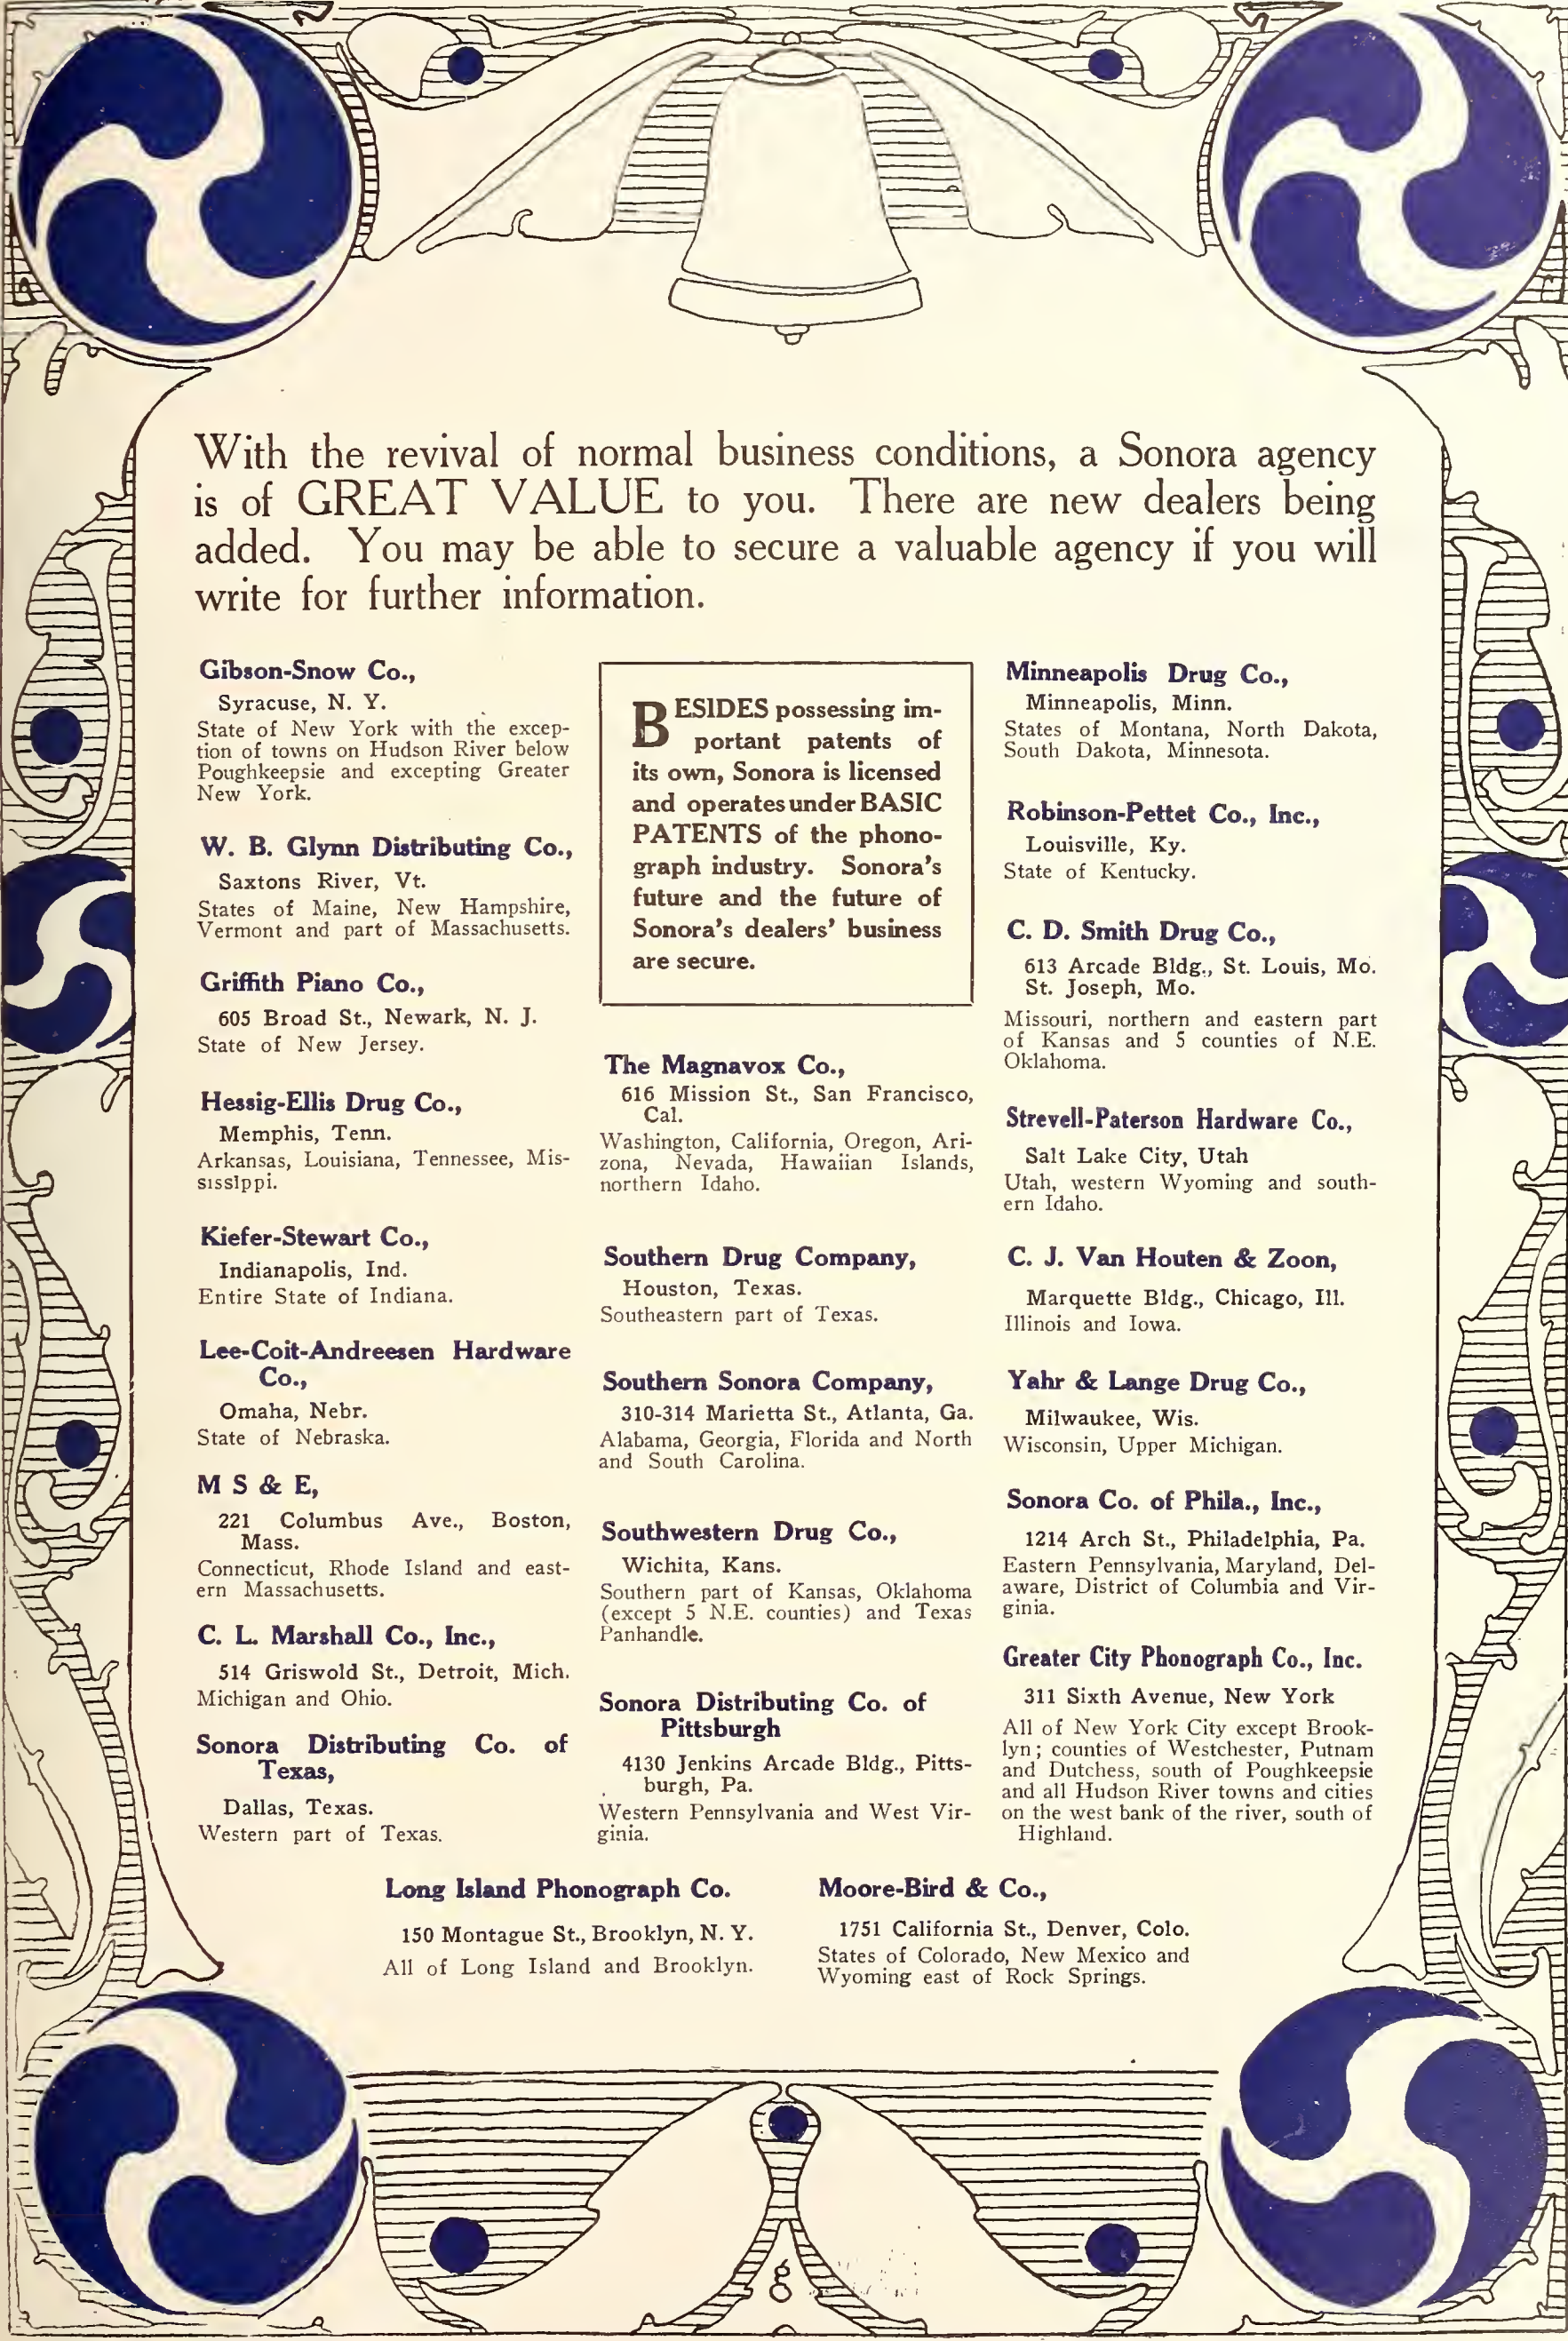 With the revival of normal business conditions, a Sonora agency
is of GREAT VALUE to you. There are new dealers being
added. You may be able to secure a valuable agency if you will
write for further information.
Gibson-Snow Co.,
Syracuse, N. Y.
State of New York with the excep-
tion of towns on Hudson River below
Poughkeepsie and excepting Greater
New York.
W. B. Glynn Distributing Co.,
Saxtons River, Vt.
States of Maine, New Hampshire,
Vermont and part of Massachusetts.
Griffith Piano Co.,
605 Broad St., Newark, N. J.
State of New Jersey.
Hessig-Ellis Drug Co.,
Memphis, Tenn.
Arkansas, Louisiana, Tennessee, Mis-
sissippi.
Kiefer-Stewart Co.,
Indianapolis, Ind.
Entire State of Indiana.
Lee-Coit-Andreesen Hardware
Co.,
Omaha, Nebr.
State of Nebraska.
M S & E,
221 Columbus Ave., Boston,
Mass.
Connecticut, Rhode Island and east-
ern Massachusetts.
C. L. Marshall Co., Inc.,
514 Griswold St., Detroit, Mich.
Michigan and Ohio.
Sonora Distributing Co. of
Texas,
Dallas, Texas.
Western part of Texas.
BESIDES possessing im-
portant patents of
its own, Sonora is licensed
and operates under BASIC
PATENTS of the phono-
graph industry. Sonora's
future and the future of
Sonora's dealers' business
are secure.
The Magnavox Co.,
616 Mission St., San Francisco,
Cal.
Washington, California, Oregon, Ari-
zona, Nevada, Hawaiian Islands,
northern Idaho.
Southern Drug Company,
Houston, Texas.
Southeastern part of Texas.
Southern Sonora Company,
310-314 Marietta St., Atlanta, Ga.
Alabama, Georgia, Florida and North
and South Carolina.
Southwestern Drug Co.,
Wichita, Kans.
Southern part of Kansas, Oklahoma
(except 5 N.E. counties) and Texas
Panhandle.
Sonora Distributing Co. of
Pittsburgh
4130 Jenkins Arcade Bldg., Pitts-
burgh, Pa.
Western Pennsylvania and West Vir-
ginia.
Minneapolis Drug Co.,
Minneapolis, Minn.
States of Montana, North Dakota,
South Dakota, Minnesota.
Robinson-Pettet Co., Inc.,
Louisville, Ky.
State of Kentucky.
C. D. Smith Drug Co.,
613 Arcade Bldg., St. Louis, Mo.
St. Joseph, Mo.
Missouri, northern and eastern part
of Kansas and 5 counties of N.E.
Oklahoma.
Strevell-Paterson Hardware Co.,
Salt Lake City, Utah
Utah, western Wyoming and south-
ern Idaho.
C. J. Van Houten & Zoon,
Marquette Bldg., Chicago, Ill.
Illinois and Iowa.
Yahr & Lange Drug Co.,
Milwaukee, Wis.
Wisconsin, Upper Michigan.
Sonora Co. of Phila., Inc.,
1214 Arch St., Philadelphia, Pa.
Eastern Pennsylvania, Maryland, Del-
aware, District of Columbia and Vir-
ginia.
Greater City Phonograph Co., Inc.
311 Sixth Avenue, New York
All of New York City except Brook-
lyn; counties of Westchester, Putnam
and Dutchess, south of Poughkeepsie
and all Hudson River towns and cities
on the west bank of the river, south of
Highland.
Long Island Phonograph Co.
150 Montague St., Brooklyn, N. Y.
All of Long Island and Brooklyn.
Moore-Bird & Co.,
1751 California St., Denver, Colo.
States of Colorado, New Mexico and
Wyoming east of Rock Springs.
8